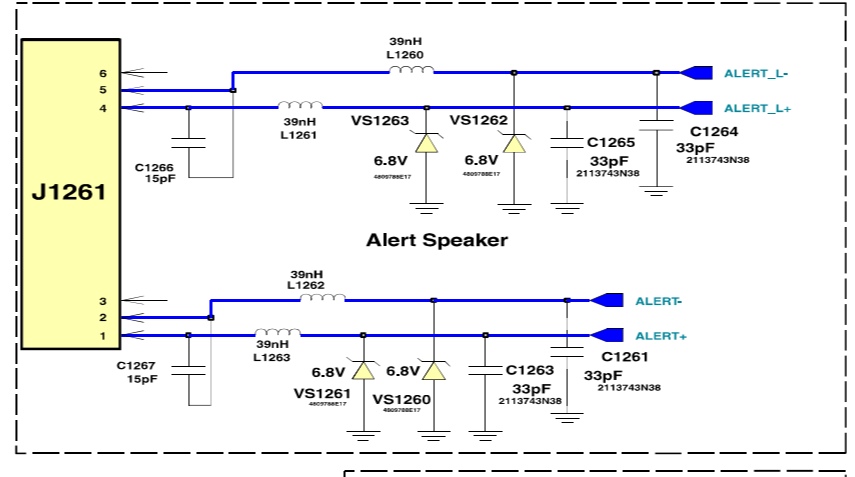 39nH
L1260
6
5
4
ALERT_L-
ALERT_L+
39nH
L1261
VS1263
VS1262
C1264
33pF
2113743N38
C1265
33pF
2113743N38
6.8V
4809788E17
6.8V
4809788E17
C1266
15pF
J1261
Alert Speaker
39nH
L1262
3
2
1
ALERT-
ALERT+
39nH
L1263
C1267
15pF
6.8V
VS1261
4809788E17
6.8V
VS1260
4809788E17
C1263
33pF
2113743N38
C1261
33pF
2113743N38